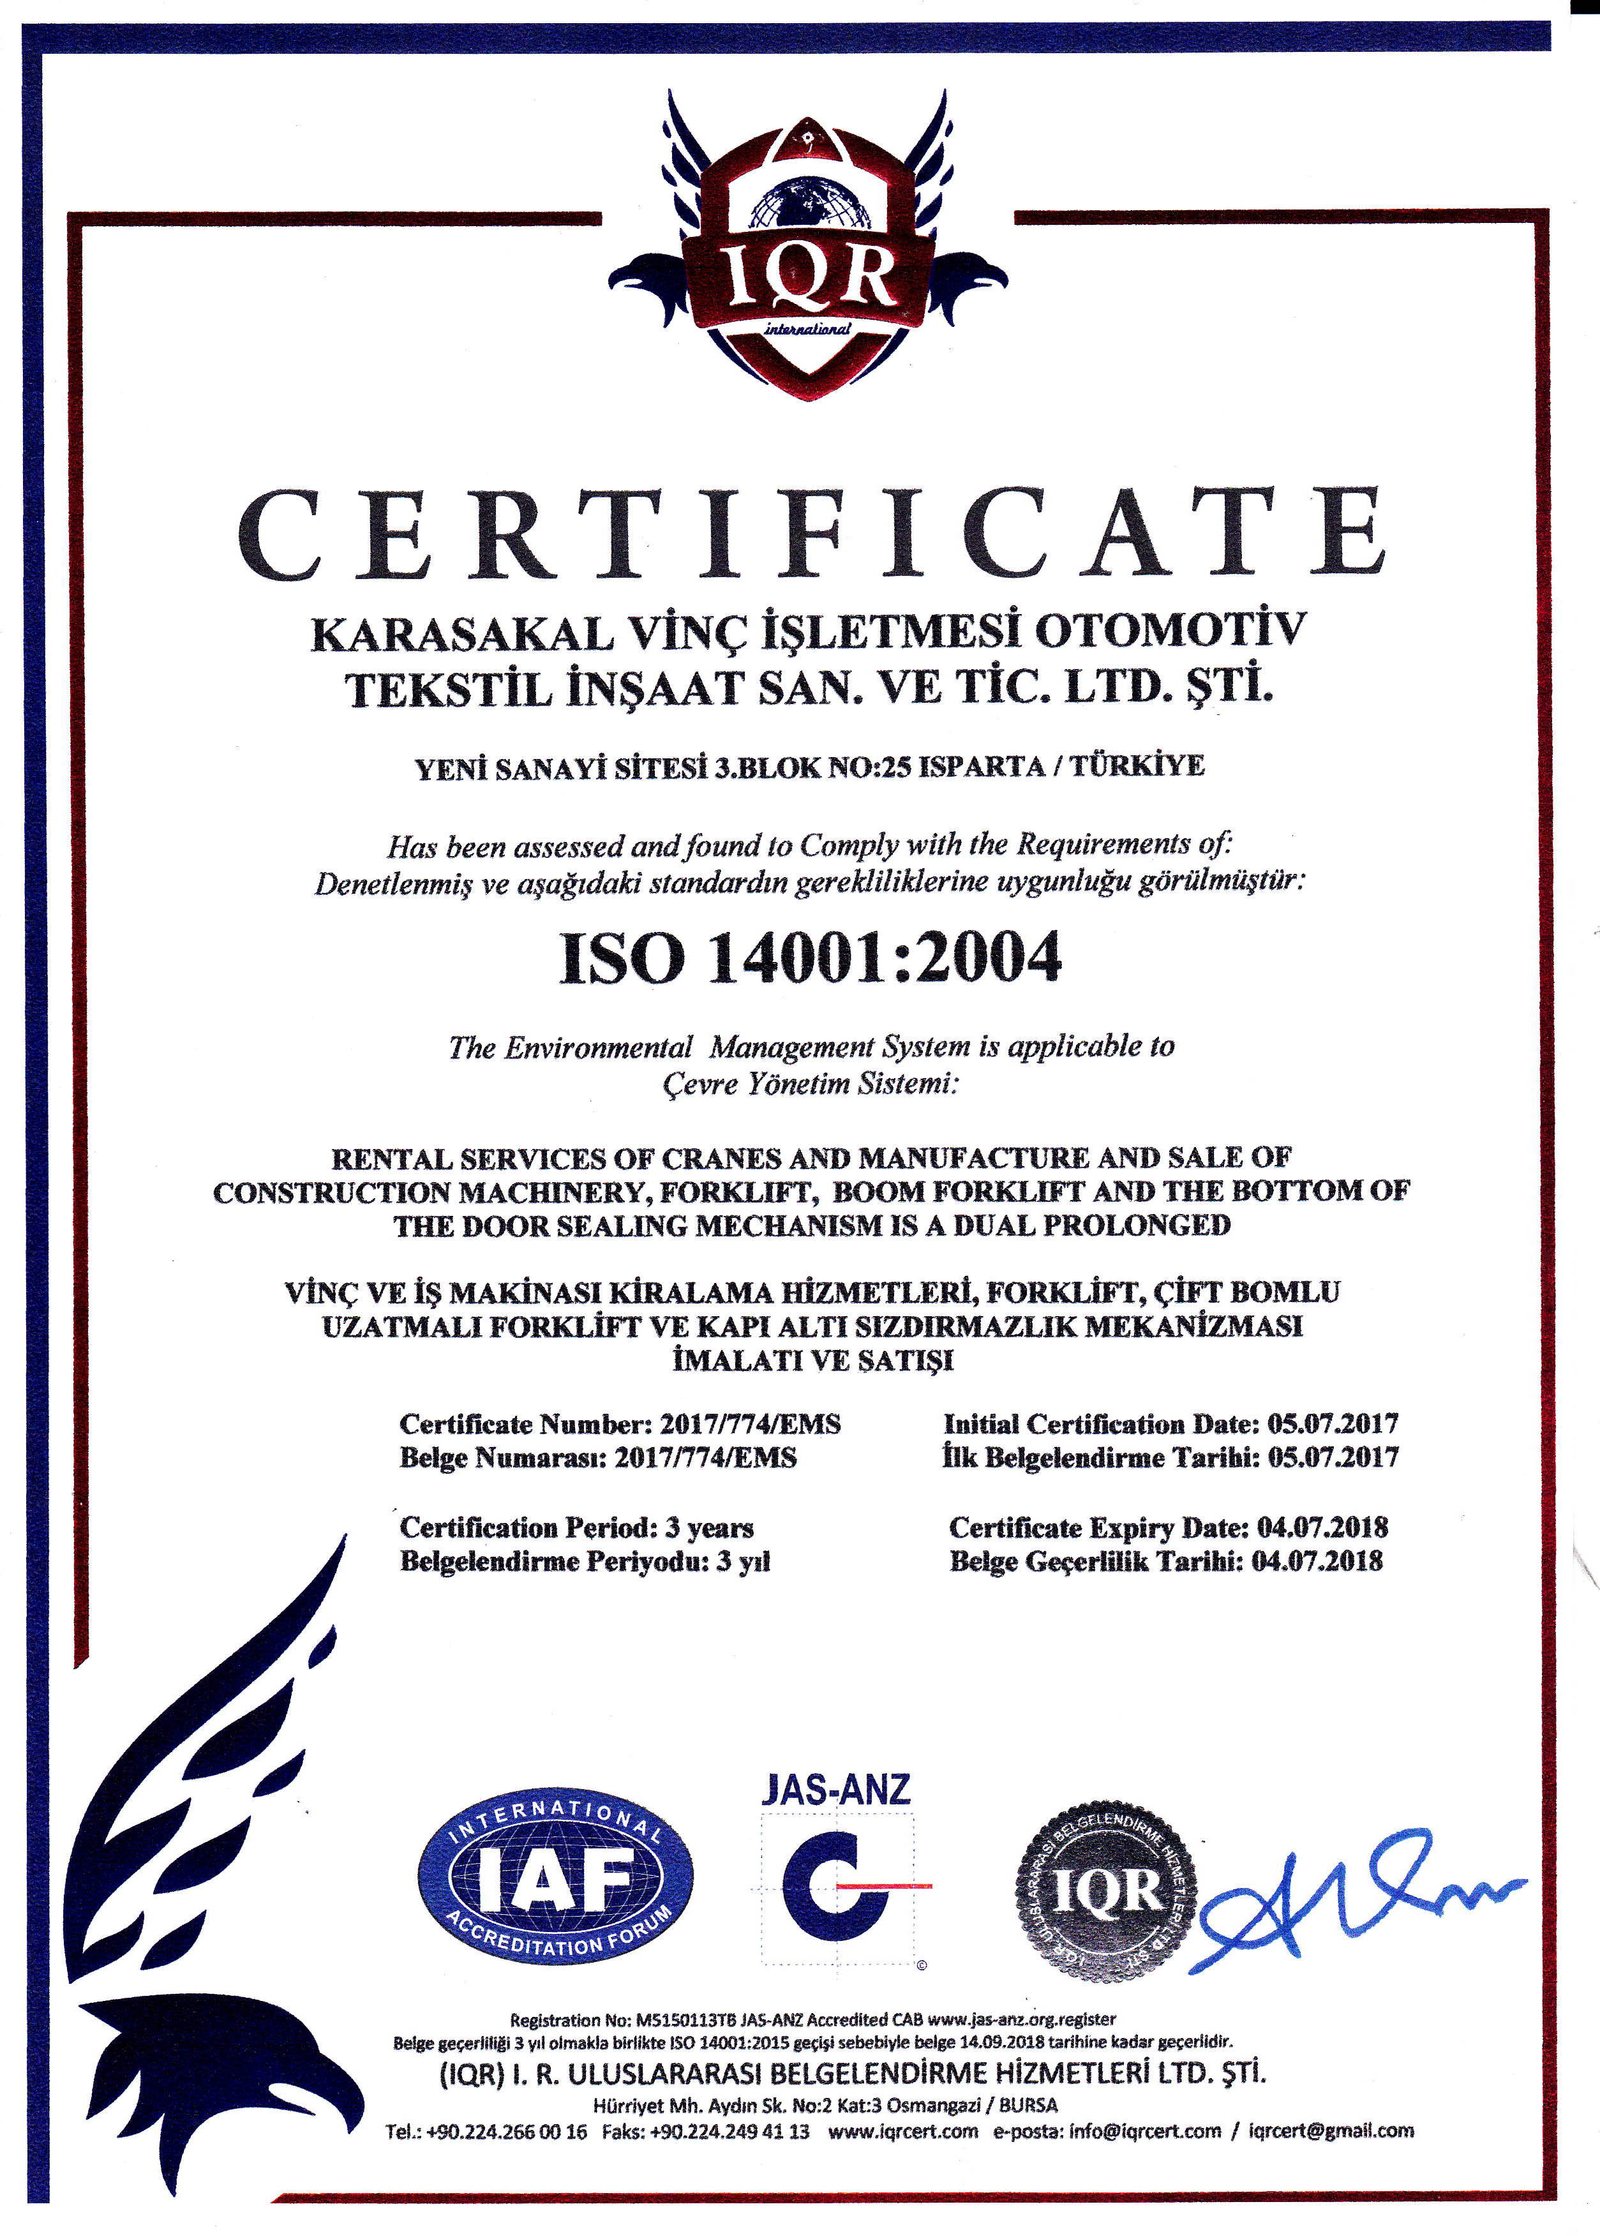 IQR
international
CERTIFICATE
KARASAKAL VİNÇ İŞLETMESİ OTOMOTİV
TEKSTİL İNŞAAT SAN. VE TİC. LTD. ŞTİ.
YENİ SANAYİ SİTESİ 3.BLOK NO:25 ISPARTA / TÜRKİYE
Has been assessed and found to Comply with the Requirements of:
Denetlenmiş ve aşağıdaki standardın gerekliliklerine uygunluğu görülmüştür:
ISO 14001:2004
The Environmental Management System is applicable to
Çevre Yönetim Sistemi:
RENTAL SERVICES OF CRANES AND MANUFACTURE AND SALE OF
CONSTRUCTION MACHINERY, FORKLIFT, BOOM FORKLIFT AND THE BOTTOM OF
THE DOOR SEALING MECHANISM IS A DUAL PROLONGED
VİNÇ VE İŞ MAKİNASI KİRALAMA HİZMETLERİ, FORKLİFT, ÇİFT BOMLU
UZATMALI FORKLİFT VE KAPI ALTI SIZDIRMAZLIK MEKANİZMASI
İMALATI VE SATIŞI
Certificate Number: 2017/774/EMS Initial Certification Date: 05.07.2017
Belge Numarası: 2017/774/EMS İlk Belgelendirme Tarihi: 05.07.2017
Certification Period: 3 years Certificate Expiry Date: 04.07.2018
Belgelendirme Periyodu: 3 yıl Belge Geçerlilik Tarihi: 04.07.2018
INTERNATIONAL
IAF
ACCREDITATION FORUM
JAS-ANZ
©
I.Q.R. ULUSLARARASI BELGELENDİRME HİZMETLERİ LTD. ŞTİ.
IQR
Registration No: M5150113TB JAS-ANZ Accredited CAB www.jas-anz.org.register
Belge geçerliliği 3 yıl olmakla birlikte ISO 14001:2015 geçişi sebebiyle belge 14.09.2018 tarihine kadar geçerlidir.
(IQR) I. R. ULUSLARARASI BELGELENDİRME HİZMETLERİ LTD. ŞTİ.
Hürriyet Mh. Aydın Sk. No:2 Kat:3 Osmangazi / BURSA
Tel.: +90.224.266 00 16 Faks: +90.224.249 41 13 www.iqrcert.com e-posta: info@iqrcert.com / iqrcert@gmail.com